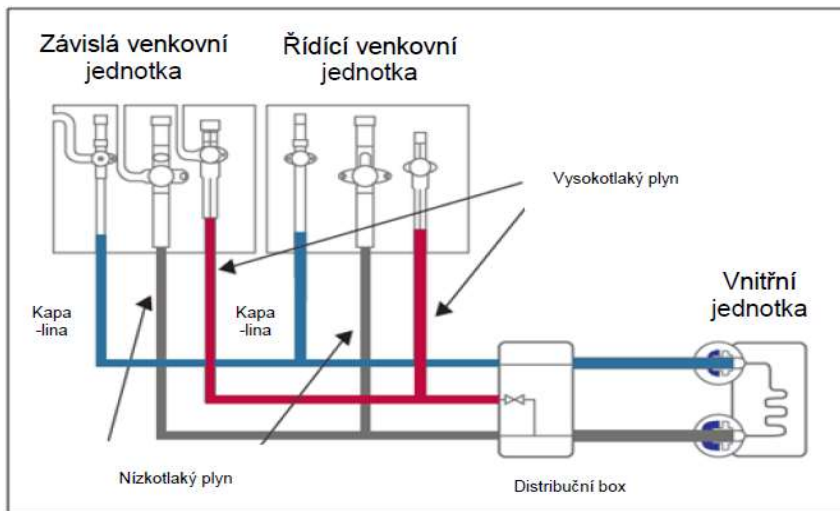 Závislá venkovní
jednotka
Řídící venkovní
jednotka
Vysokotlaký plyn
Kapa
-lina
Kapa
-lina
Vnitřní
jednotka
Nízkotlaký plyn
Distribuční box